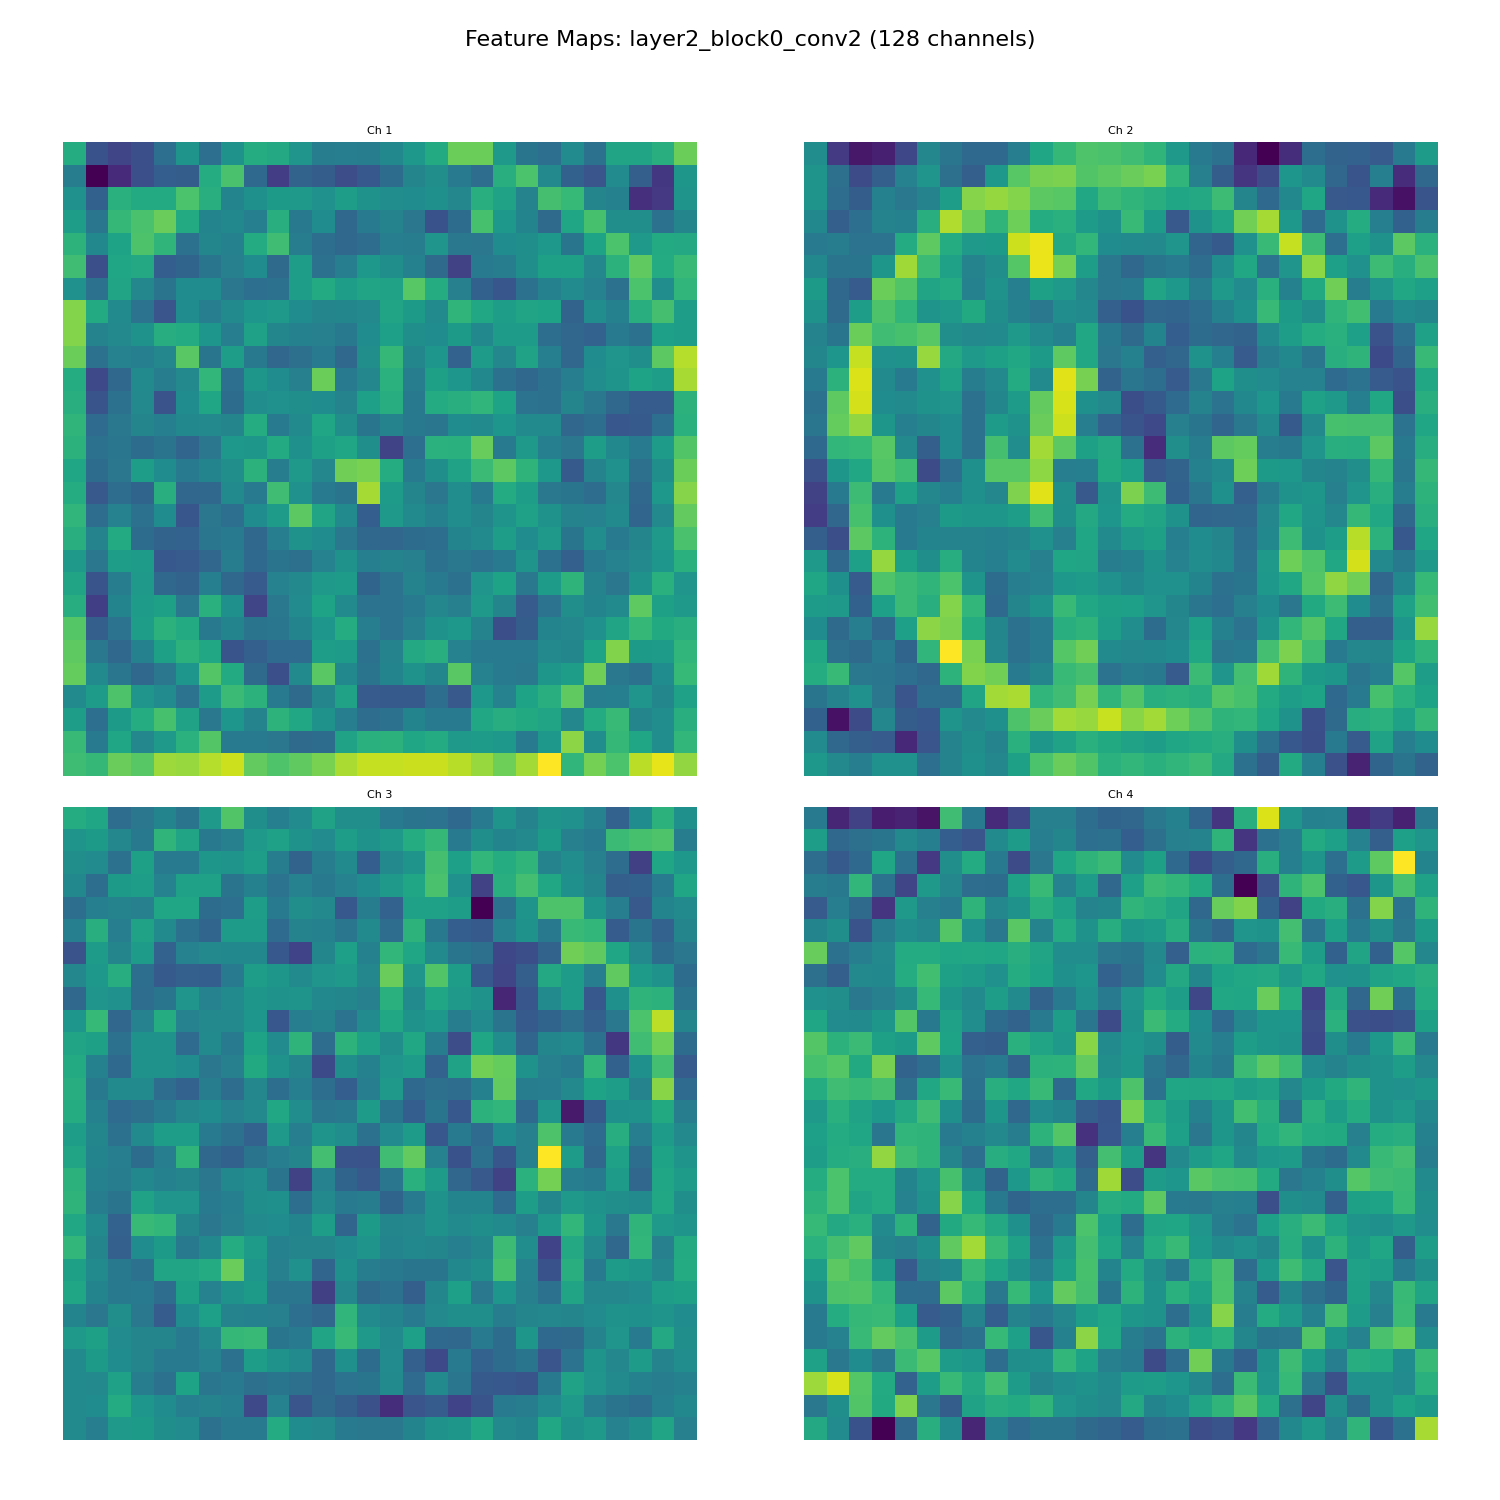 Feature Maps: layer2_block0_conv2 (128 channels)
Ch 1
Ch 2
Ch 3
Ch 4